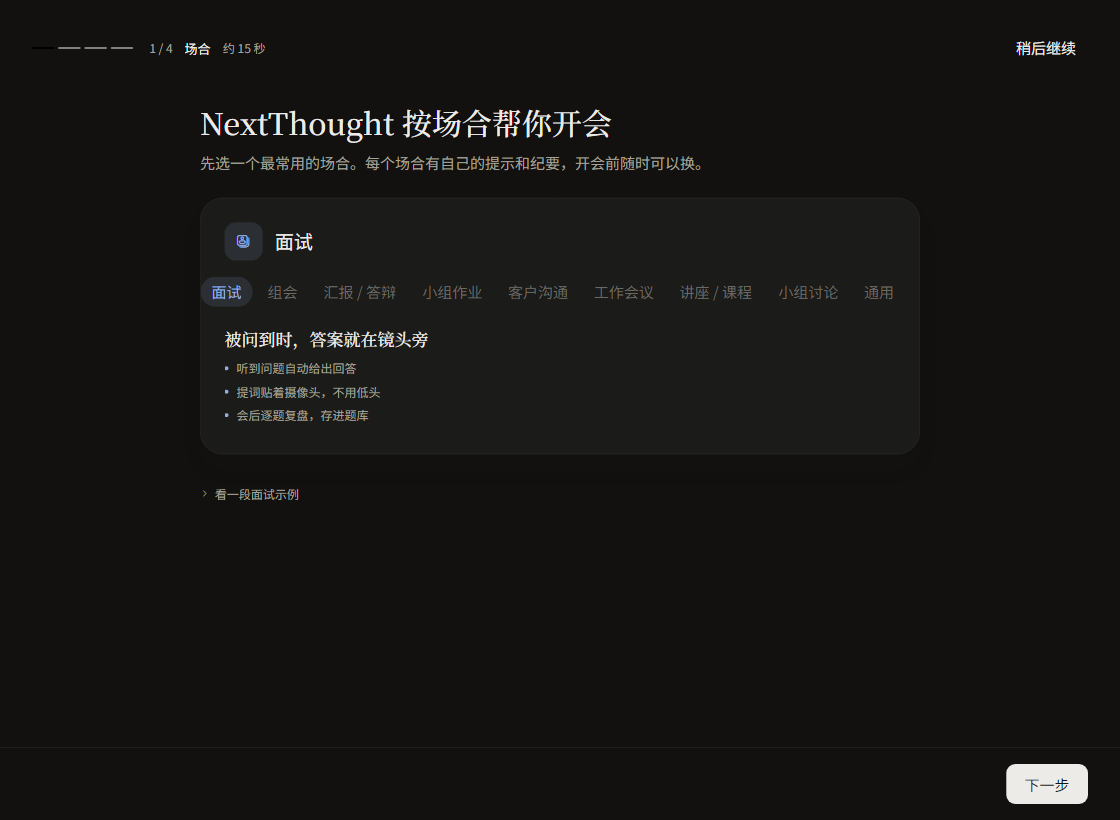 1 / 4 场合 约 15 秒
稍后继续
NextThought 按场合帮你开会
先选一个最常用的场合。每个场合有自己的提示和纪要，开会前随时可以换。
面试
面试 组会 汇报 / 答辩 小组作业 客户沟通 工作会议 讲座 / 课程 小组讨论 通用
被问到时，答案就在镜头旁
• 听到问题自动给出回答
• 提词贴着摄像头，不用低头
• 会后逐题复盘，存进题库
› 看一段面试示例
下一步